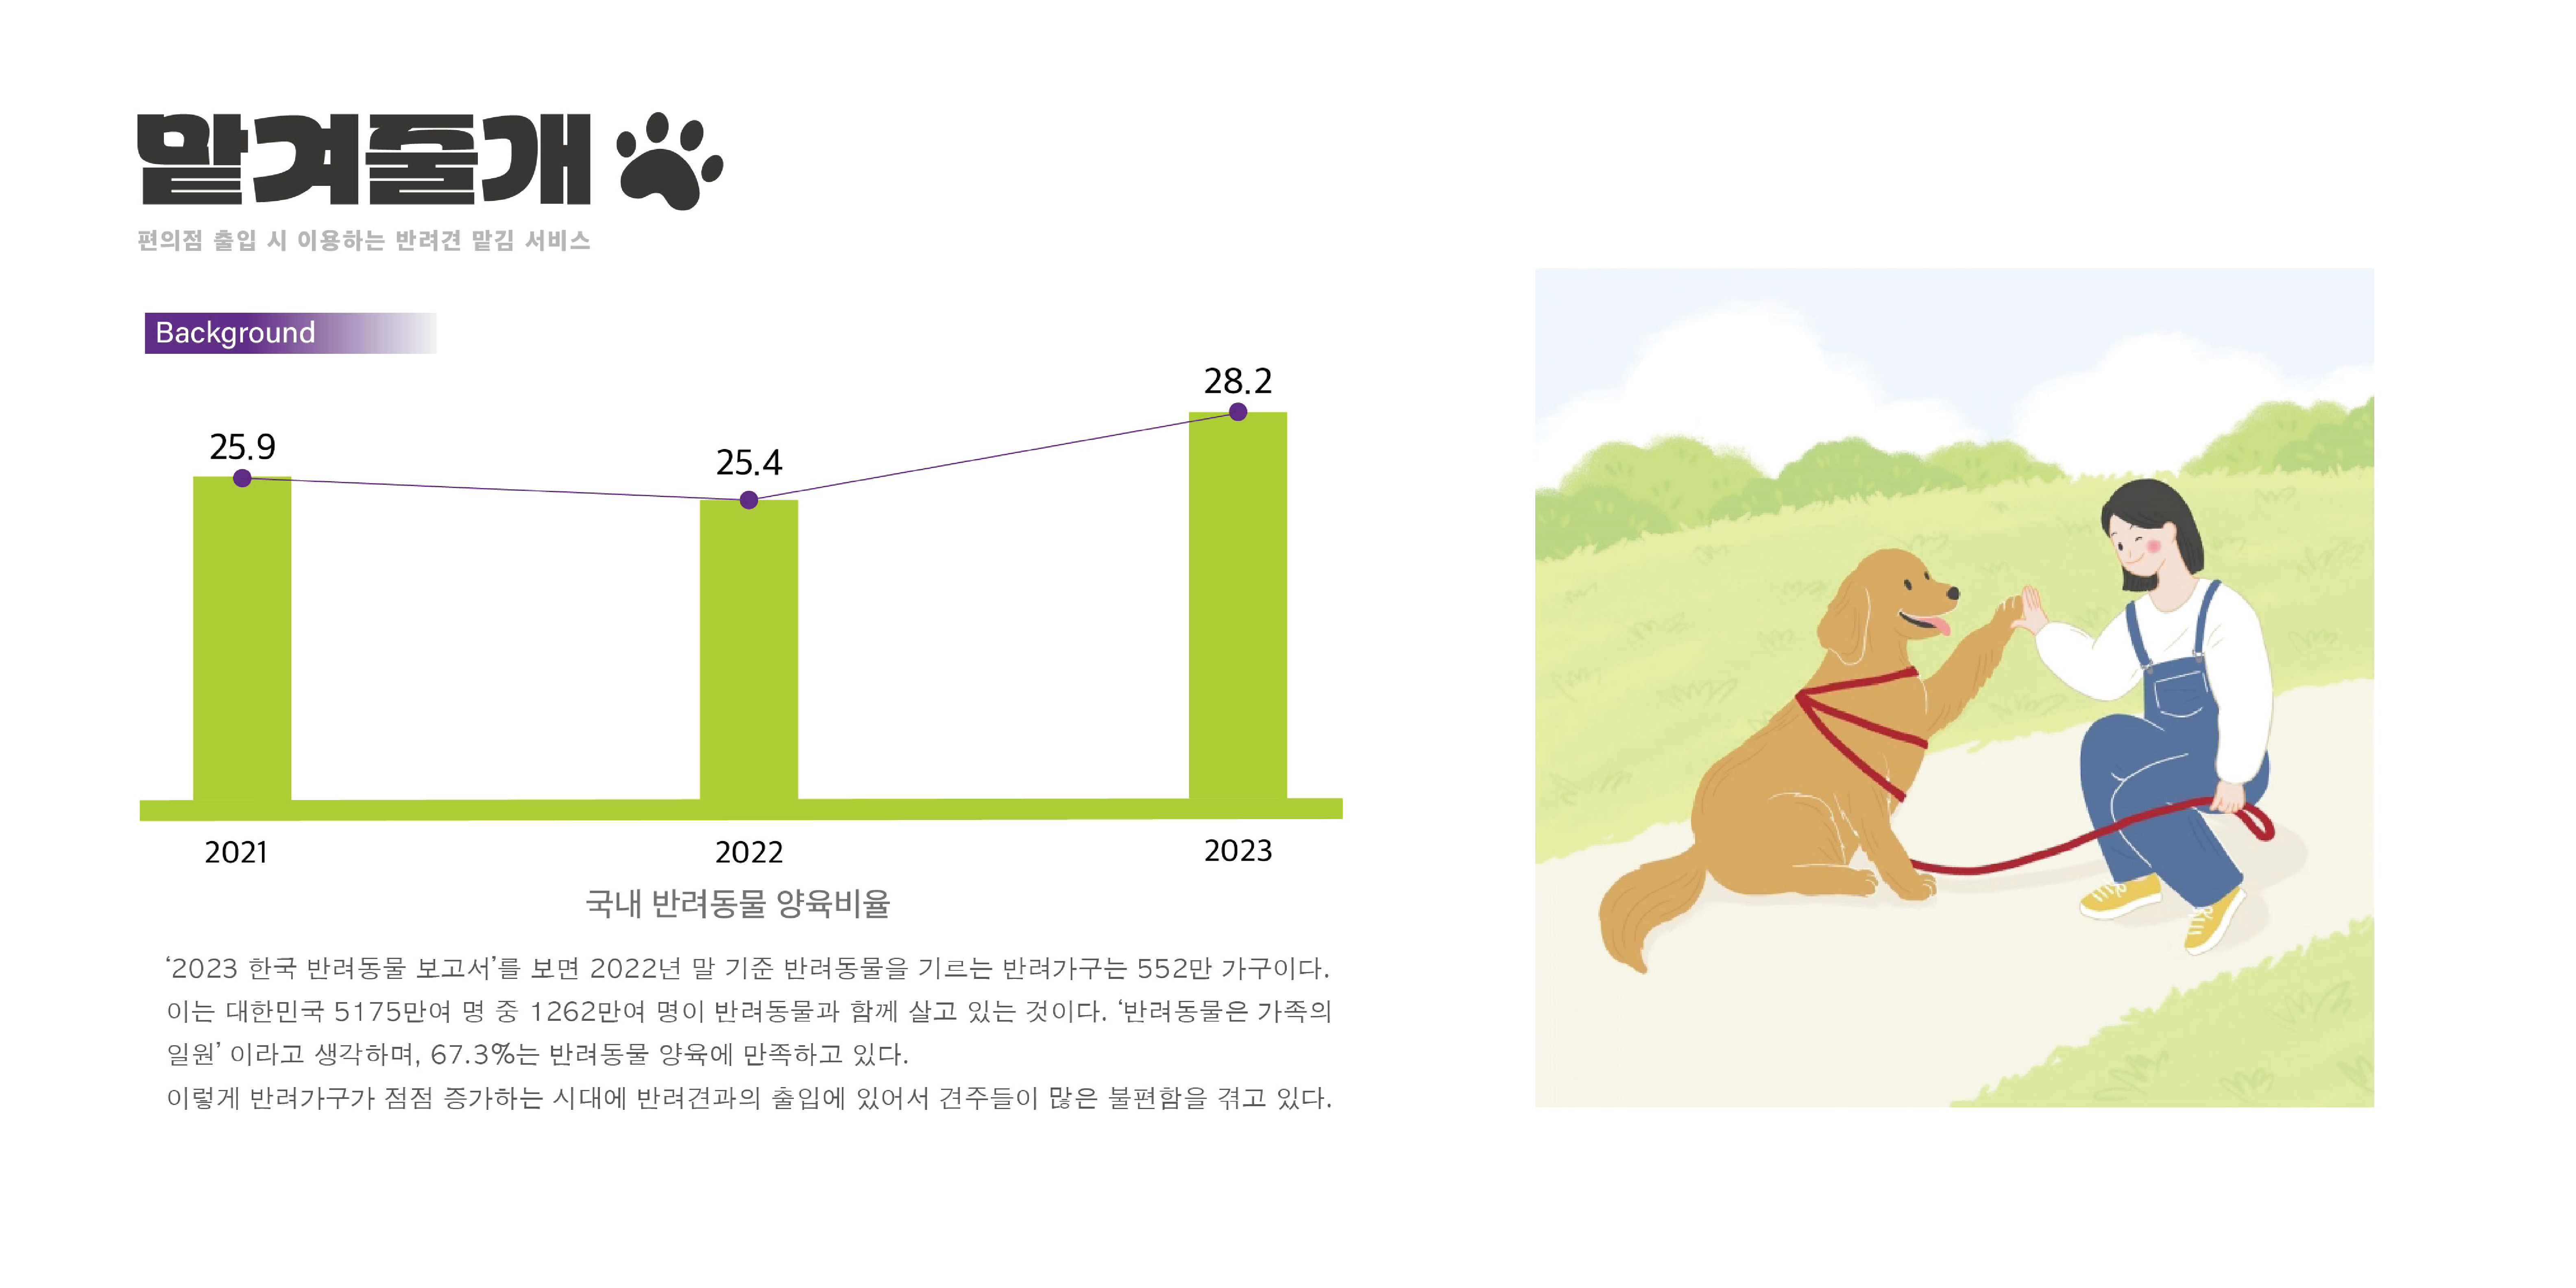 맡겨둘개
편의점 출입 시 이용하는 반려견 맡김 서비스
Background
25.9
25.4
28.2
2021
2022
2023
국내 반려동물 양육비율
‘2023 한국 반려동물 보고서’를 보면 2022년 말 기준 반려동물을 기르는 반려가구는 552만 가구이다.
이는 대한민국 5175만여 명 중 1262만여 명이 반려동물과 함께 살고 있는 것이다. ‘반려동물은 가족의
일원’ 이라고 생각하며, 67.3%는 반려동물 양육에 만족하고 있다.
이렇게 반려가구가 점점 증가하는 시대에 반려견과의 출입에 있어서 견주들이 많은 불편함을 겪고 있다.